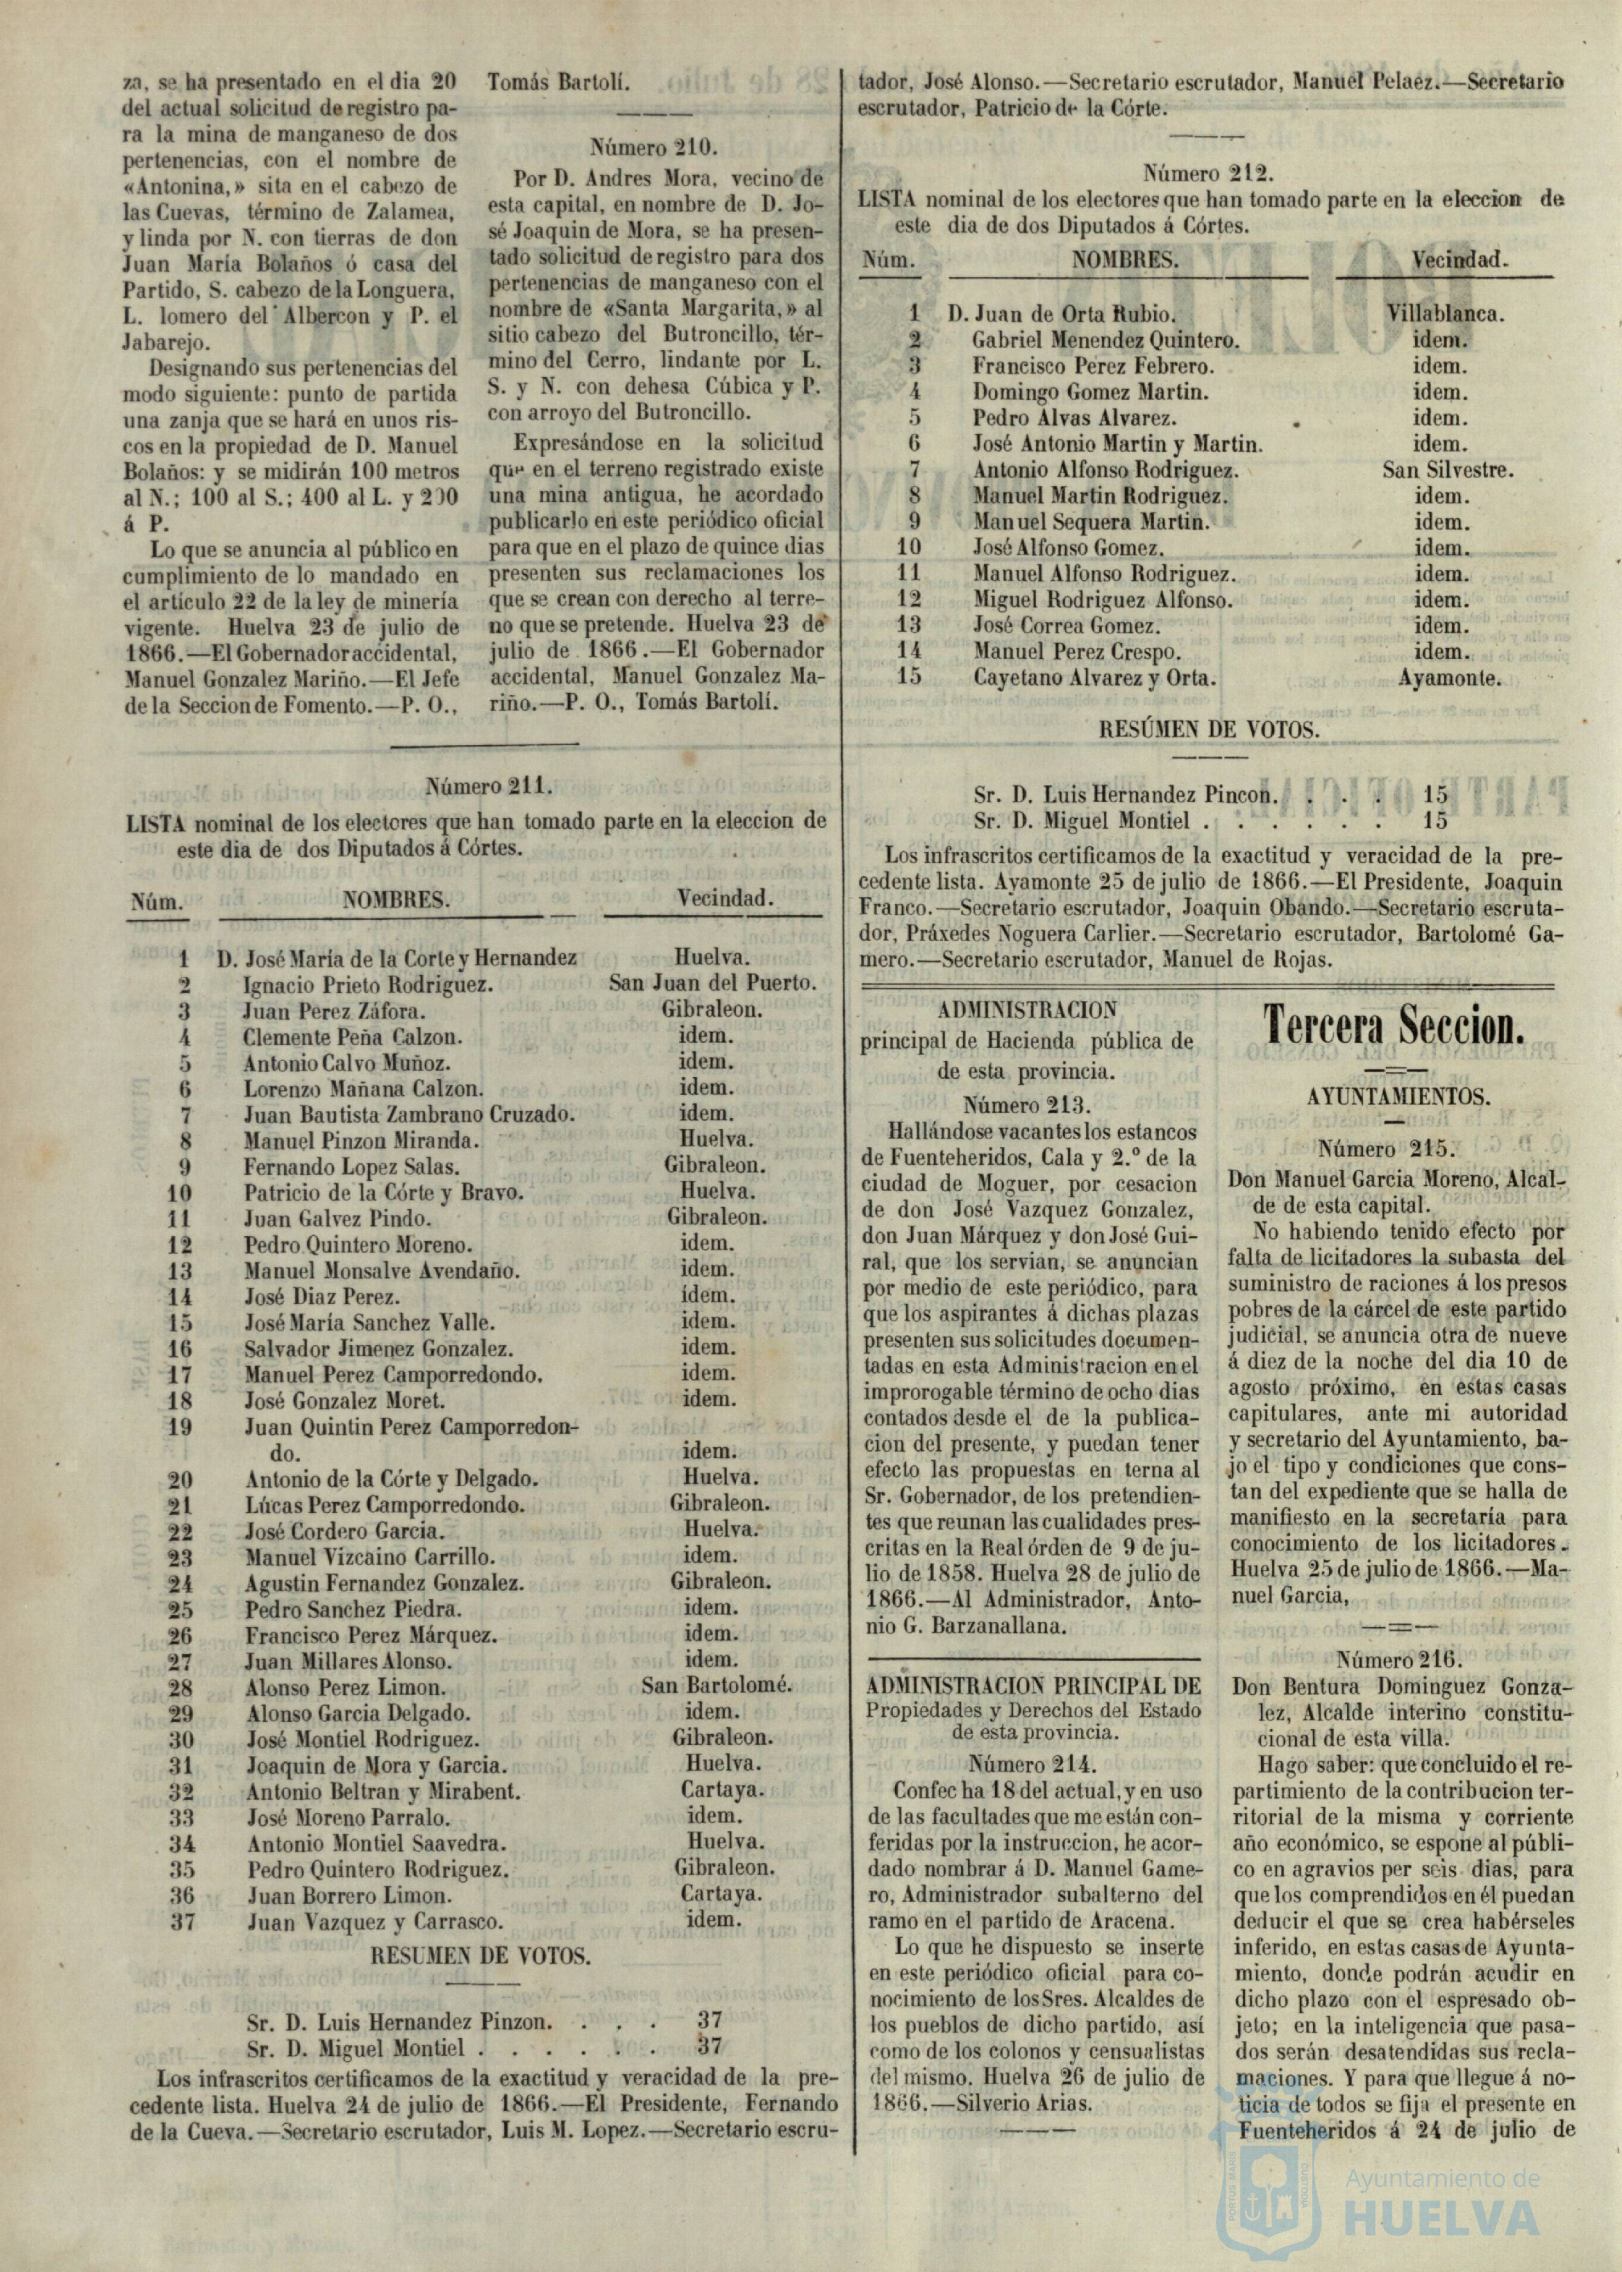 za, se ha presentado en el dia 20
del actual solicitud de registro pa-
ra la mina de manganeso de dos
pertenencias, con el nombre de
«Antonina,» sita en el cabezo de
las Cuevas, término de Zalamea,
y linda por N. con tierras de don
Juan María Bolaños ó casa del
Partido, S. cabezo de la Longuera,
L. lomero del Albercon y P. el
Jabarejo.
Designando sus pertenencias del
modo siguiente: punto de partida
una zanja que se hará en unos ris-
cos en la propiedad de D. Manuel
Bolaños: y se midirán 100 metros
al N.; 100 al S.; 400 al L. y 200
á P.
Lo que se anuncia al público en
cumplimiento de lo mandado en
el artículo 22 de la ley de minería
vigente. Huelva 23 de julio de
1866.—El Gobernador accidental,
Manuel Gonzalez Mariño.—El Jefe
de la Seccion de Fomento.—P. O.,
Tomás Bartolí.
Número 210.
Por D. Andres Mora, vecino de
esta capital, en nombre de D. Jo-
sé Joaquin de Mora, se ha presen-
tado solicitud de registro para dos
pertenencias de manganeso con el
nombre de «Santa Margarita,» al
sitio cabezo del Butroncillo, tér-
mino del Cerro, lindante por L.
S. y N. con dehesa Cúbica y P.
con arroyo del Butroncillo.
Expresándose en la solicitud
que en el terreno registrado existe
una mina antigua, he acordado
publicarlo en este periódico oficial
para que en el plazo de quince dias
presenten sus reclamaciones los
que se crean con derecho al terre-
no que se pretende. Huelva 23 de
julio de 1866.—El Gobernador
accidental, Manuel Gonzalez Ma-
riño.—P. O., Tomás Bartolí.
Número 211.
LISTA nominal de los electores que han tomado parte en la eleccion de
este dia de dos Diputados á Córtes.
Núm. NOMBRES. Vecindad.
1 D. José María de la Corte y Hernandez Huelva.
2 Ignacio Prieto Rodriguez. San Juan del Puerto.
3 Juan Perez Záfora. Gibraleon.
4 Clemente Peña Calzon. idem.
5 Antonio Calvo Muñoz. idem.
6 Lorenzo Mañana Calzon. idem.
7 Juan Bautista Zambrano Cruzado. idem.
8 Manuel Pinzon Miranda. Huelva.
9 Fernando Lopez Salas. Gibraleon.
10 Patricio de la Córte y Bravo. Huelva.
11 Juan Galvez Pindo. Gibraleon.
12 Pedro Quintero Moreno. idem.
13 Manuel Monsalve Avendaño. idem.
14 José Diaz Perez. idem.
15 José María Sanchez Valle. idem.
16 Salvador Jimenez Gonzalez. idem.
17 Manuel Perez Camporredondo. idem.
18 José Gonzalez Moret. idem.
19 Juan Quintin Perez Camporredon-
do. idem.
20 Antonio de la Córte y Delgado. Huelva.
21 Lúcas Perez Camporredondo. Gibraleon.
22 José Cordero Garcia. Huelva.
23 Manuel Vizcaino Carrillo. idem.
24 Agustin Fernandez Gonzalez. Gibraleon.
25 Pedro Sanchez Piedra. idem.
26 Francisco Perez Márquez. idem.
27 Juan Millares Alonso. idem.
28 Alonso Perez Limon. San Bartolomé.
29 Alonso Garcia Delgado. idem.
30 José Montiel Rodriguez. Gibraleon.
31 Joaquin de Mora y Garcia. Huelva.
32 Antonio Beltran y Mirabent. Cartaya.
33 José Moreno Parralo. idem.
34 Antonio Montiel Saavedra. Huelva.
35 Pedro Quintero Rodriguez. Gibraleon.
36 Juan Borrero Limon. Cartaya.
37 Juan Vazquez y Carrasco. idem.
RESUMEN DE VOTOS.
Sr. D. Luis Hernandez Pinzon. . . . 37
Sr. D. Miguel Montiel . . . . . . 37
Los infrascritos certificamos de la exactitud y veracidad de la pre-
cedente lista. Huelva 24 de julio de 1866.—El Presidente, Fernando
de la Cueva.—Secretario escrutador, Luis M. Lopez.—Secretario escru-
tador, José Alonso.—Secretario escrutador, Manuel Pelaez.—Secretario
escrutador, Patricio de la Córte.
Número 212.
LISTA nominal de los electores que han tomado parte en la eleccion de
este dia de dos Diputados á Córtes.
Núm. NOMBRES. Vecindad.
1 D. Juan de Orta Rubio. Villablanca.
2 Gabriel Menendez Quintero. idem.
3 Francisco Perez Febrero. idem.
4 Domingo Gomez Martin. idem.
5 Pedro Alvas Alvarez. idem.
6 José Antonio Martin y Martin. idem.
7 Antonio Alfonso Rodriguez. San Silvestre.
8 Manuel Martin Rodriguez. idem.
9 Manuel Sequera Martin. idem.
10 José Alfonso Gomez. idem.
11 Manuel Alfonso Rodriguez. idem.
12 Miguel Rodriguez Alfonso. idem.
13 José Correa Gomez. idem.
14 Manuel Perez Crespo. idem.
15 Cayetano Alvarez y Orta. Ayamonte.
RESÚMEN DE VOTOS.
Sr. D. Luis Hernandez Pincon. . . . 15
Sr. D. Miguel Montiel . . . . . . 15
Los infrascritos certificamos de la exactitud y veracidad de la pre-
cedente lista. Ayamonte 25 de julio de 1866.—El Presidente, Joaquin
Franco.—Secretario escrutador, Joaquin Obando.—Secretario escruta-
dor, Práxedes Noguera Carlier.—Secretario escrutador, Bartolomé Ga-
mero.—Secretario escrutador, Manuel de Rojas.
ADMINISTRACION
principal de Hacienda pública de
de esta provincia.
Número 213.
Hallándose vacantes los estancos
de Fuenteheridos, Cala y 2.º de la
ciudad de Moguer, por cesacion
de don José Vazquez Gonzalez,
don Juan Márquez y don José Gui-
ral, que los servian, se anuncian
por medio de este periódico, para
que los aspirantes á dichas plazas
presenten sus solicitudes documen-
tadas en esta Administracion en el
improrogable término de ocho dias
contados desde el de la publica-
cion del presente, y puedan tener
efecto las propuestas en terna al
Sr. Gobernador, de los pretendien-
tes que reunan las cualidades pres-
critas en la Real órden de 9 de ju-
lio de 1858. Huelva 28 de julio de
1866.—Al Administrador, Anto-
nio G. Barzanallana.
ADMINISTRACION PRINCIPAL DE
Propiedades y Derechos del Estado
de esta provincia.
Número 214.
Con fecha 18 del actual, y en uso
de las facultades que me están con-
feridas por la instruccion, he acor-
dado nombrar á D. Manuel Game-
ro, Administrador subalterno del
ramo en el partido de Aracena.
Lo que he dispuesto se inserte
en este periódico oficial para co-
nocimiento de los Sres. Alcaldes de
los pueblos de dicho partido, así
como de los colonos y censualistas
del mismo. Huelva 26 de julio de
1866.—Silverio Arias.
Tercera Seccion.
AYUNTAMIENTOS.
Número 215.
Don Manuel Garcia Moreno, Alcal-
de de esta capital.
No habiendo tenido efecto por
falta de licitadores la subasta del
suministro de raciones á los presos
pobres de la cárcel de este partido
judicial, se anuncia otra de nueve
á diez de la noche del dia 10 de
agosto próximo, en estas casas
capitulares, ante mi autoridad
y secretario del Ayuntamiento, ba-
jo el tipo y condiciones que cons-
tan del expediente que se halla de
manifiesto en la secretaría para
conocimiento de los licitadores.
Huelva 25 de julio de 1866.—Ma-
nuel Garcia,
Número 216.
Don Bentura Dominguez Gonza-
lez, Alcalde interino constitu-
cional de esta villa.
Hago saber: que concluido el re-
partimiento de la contribucion ter-
ritorial de la misma y corriente
año económico, se espone al públi-
co en agravios per seis dias, para
que los comprendidos en él puedan
deducir el que se crea habérseles
inferido, en estas casas de Ayunta-
miento, donde podrán acudir en
dicho plazo con el espresado ob-
jeto; en la inteligencia que pasa-
dos serán desatendidas sus recla-
maciones. Y para que llegue á no-
ticia de todos se fija el presente en
Fuenteheridos á 24 de julio de
Ayuntamiento de
HUELVA